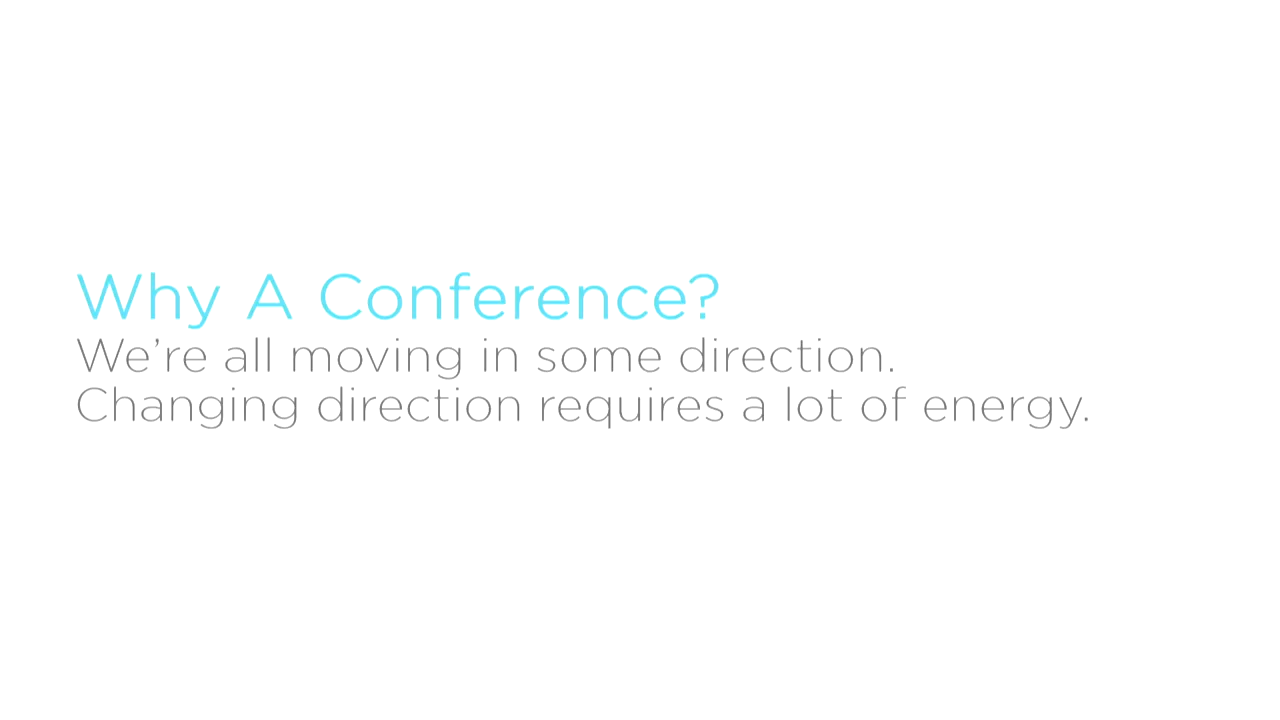 Why A Conference?
We’re all moving in some direction.
Changing direction requires a lot of energy.